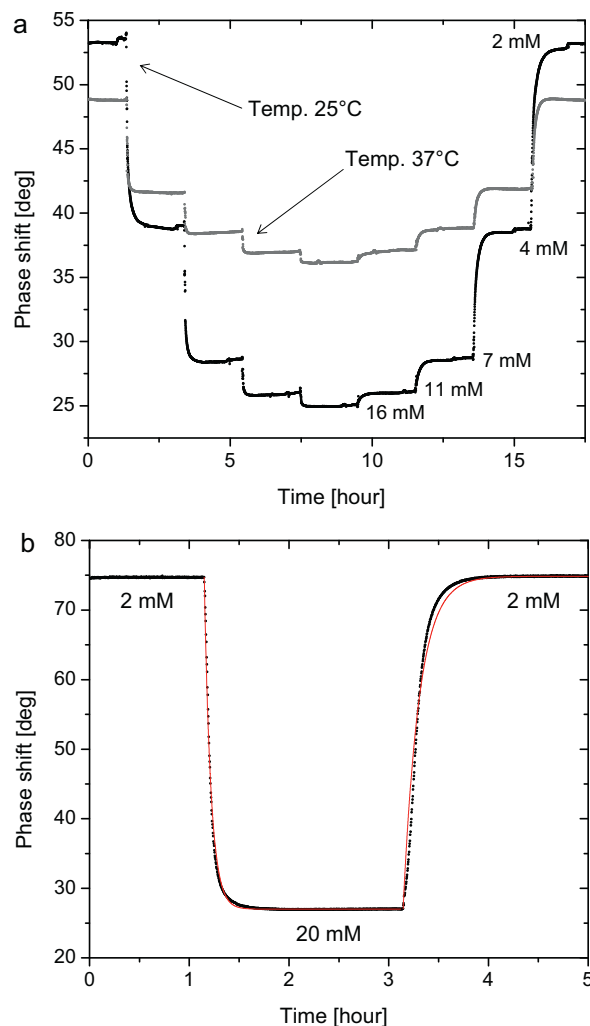 a
55
50
45
40
35
30
25
Phase shift [deg]
2 mM
Temp. 25°C
Temp. 37°C
4 mM
7 mM
11 mM
16 mM
0
5
10
15
Time [hour]
b
80
70
60
50
40
30
20
Phase shift [deg]
2 mM
2 mM
20 mM
0
1
2
3
4
5
Time [hour]